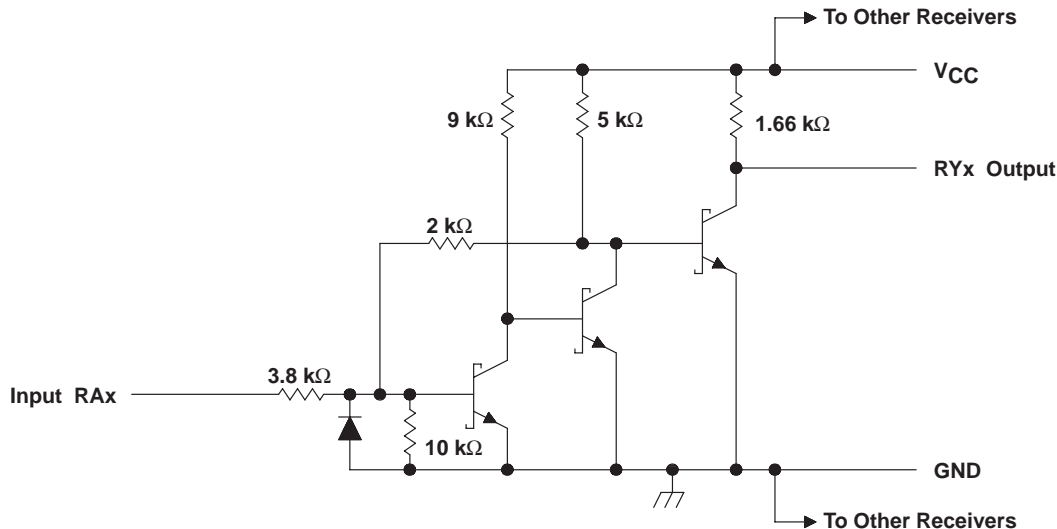 To Other Receivers
VCC
9 kΩ
5 kΩ
1.66 kΩ
RYx Output
2 kΩ
3.8 kΩ
Input RAx
10 kΩ
GND
To Other Receivers